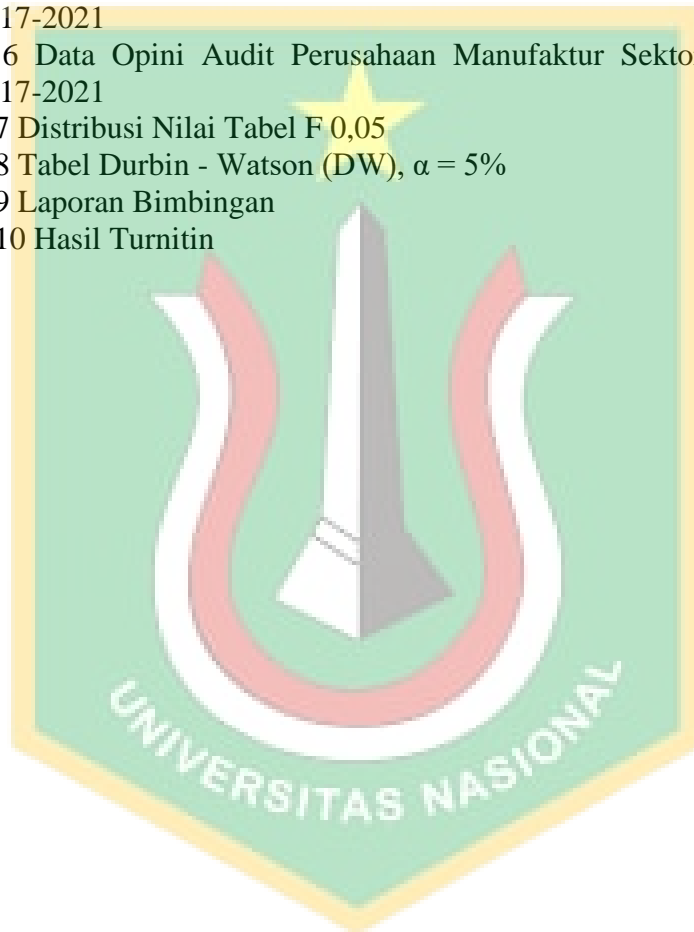 17-2021
6 Data Opini Audit Perusahaan Manufaktur Sekto
17-2021
7 Distribusi Nilai Tabel F 0,05
8 Tabel Durbin - Watson (DW), α = 5%
9 Laporan Bimbingan
10 Hasil Turnitin
UNIVERSITAS NASIONAL